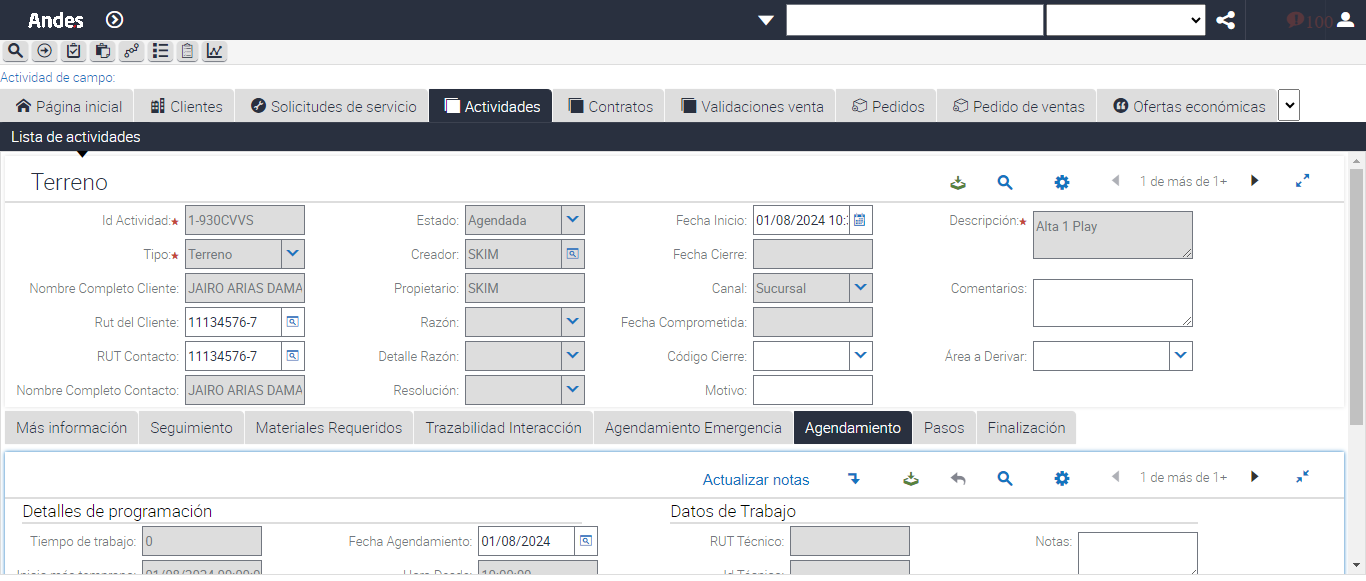 Andes
100
Actividad de campo:
Página inicial Clientes Solicitudes de servicio Actividades Contratos Validaciones venta Pedidos Pedido de ventas Ofertas económicas
Lista de actividades
Terreno 1 de más de 1+
Id Actividad: 1-930CVVS Estado: Agendada Fecha Inicio: 01/08/2024 10: Descripción: Alta 1 Play
Tipo: Terreno Creador: SKIM Fecha Cierre:
Nombre Completo Cliente: JAIRO ARIAS DAMA Propietario: SKIM Canal: Sucursal Comentarios:
Rut del Cliente: 11134576-7 Razón: Fecha Comprometida:
RUT Contacto: 11134576-7 Detalle Razón: Código Cierre: Área a Derivar:
Nombre Completo Contacto: JAIRO ARIAS DAMA Resolución: Motivo:
Más información Seguimiento Materiales Requeridos Trazabilidad Interacción Agendamiento Emergencia Agendamiento Pasos Finalización
Actualizar notas 1 de más de 1+
Detalles de programación Datos de Trabajo
Tiempo de trabajo: 0 Fecha Agendamiento: 01/08/2024 RUT Técnico: Notas:
Inicio más temprano: 01/08/2024 00:00:0 Hora Desde: 10:00:00 Id Técnico: